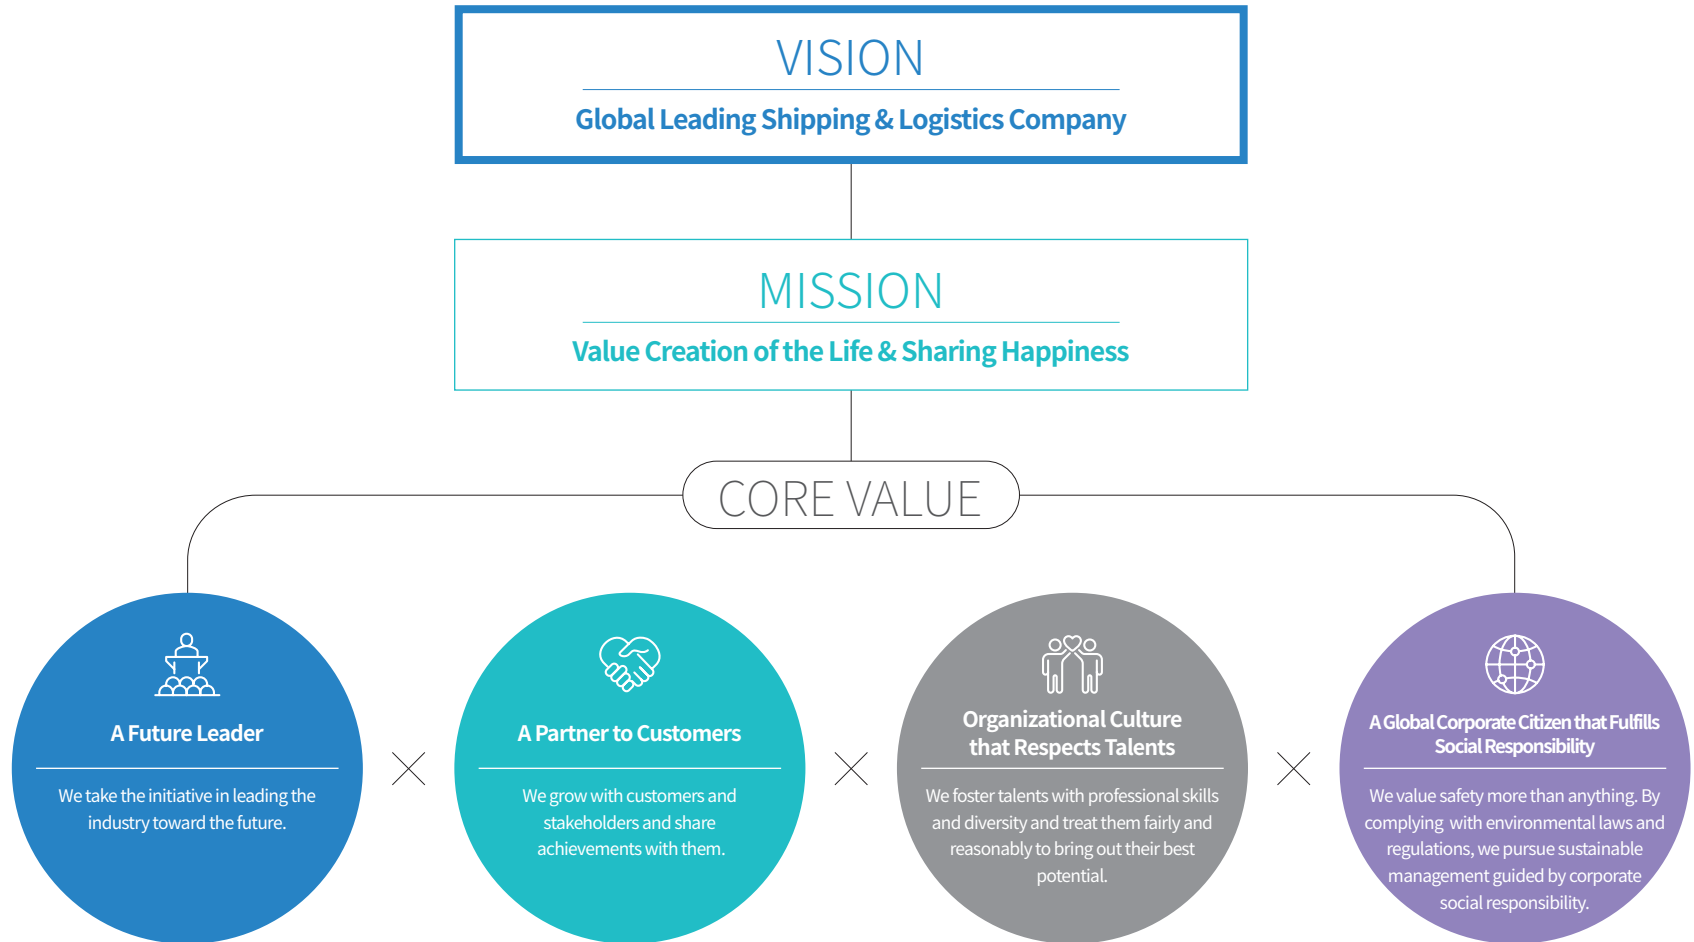 VISION
Global Leading Shipping & Logistics Company
MISSION
Value Creation of the Life & Sharing Happiness
CORE VALUE
A Future Leader
We take the initiative in leading the
industry toward the future.
A Partner to Customers
We grow with customers and
stakeholders and share
achievements with them.
Organizational Culture
that Respects Talents
We foster talents with professional skills
and diversity and treat them fairly and
reasonably to bring out their best
potential.
A Global Corporate Citizen that Fulfills
Social Responsibility
We value safety more than anything. By
complying with environmental laws and
regulations, we pursue sustainable
management guided by corporate
social responsibility.